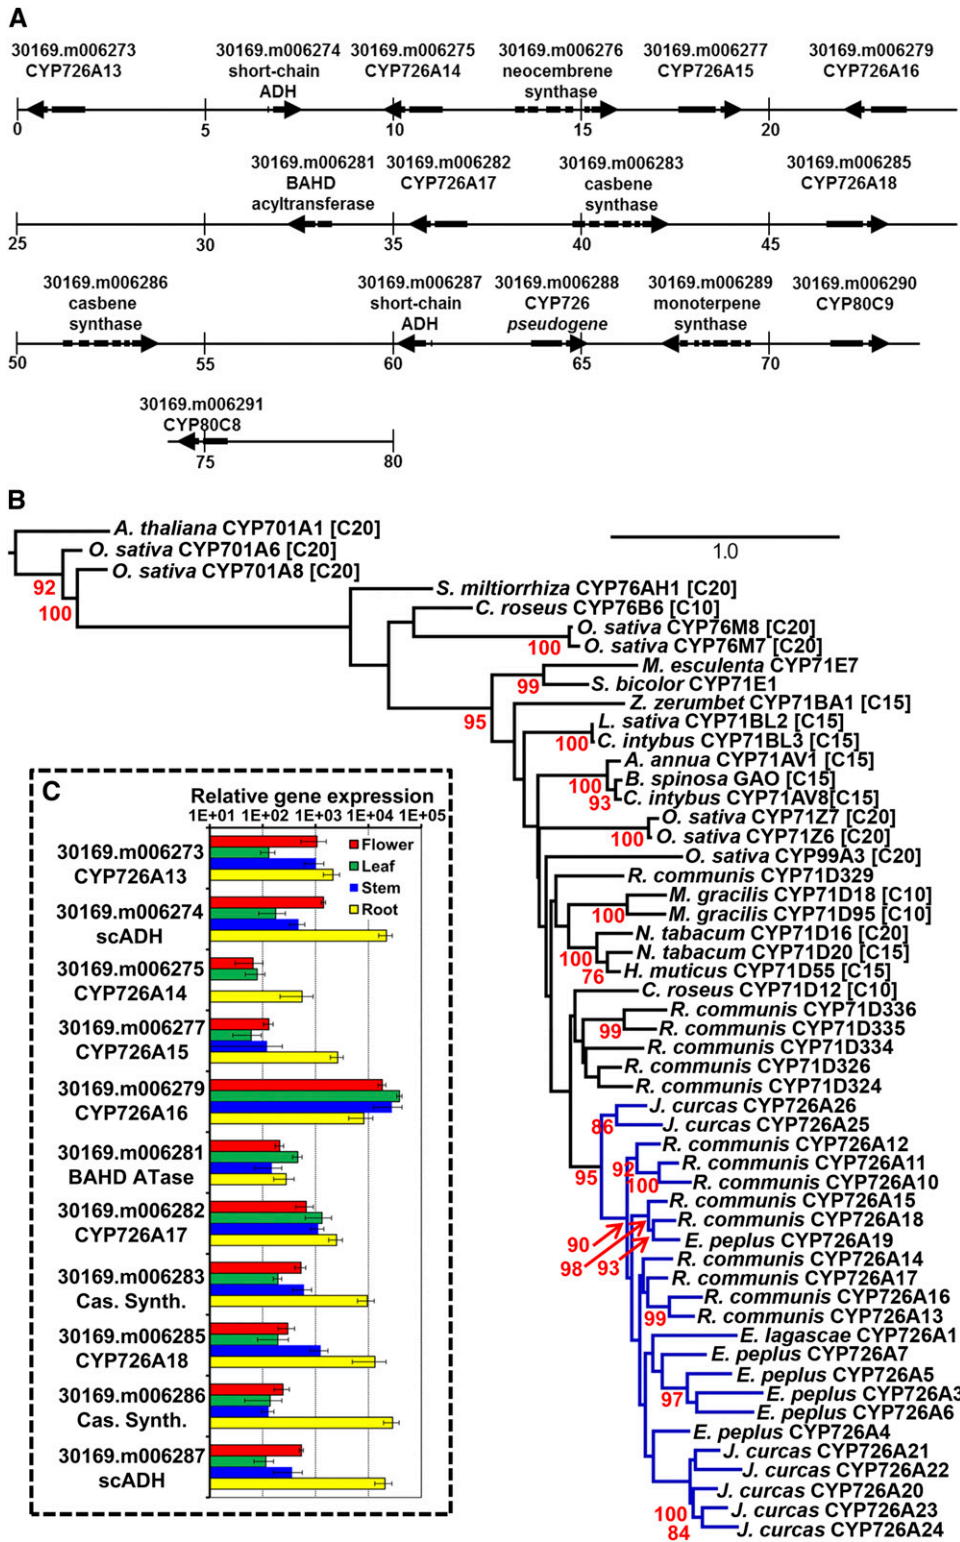 A
30169.m006273 30169.m006274 30169.m006275 30169.m006276 30169.m006277 30169.m006279
CYP726A13 short-chain CYP726A14 neocembrene CYP726A15 CYP726A16
ADH synthase
0 5 10 15 20
30169.m006281 30169.m006282 30169.m006283 30169.m006285
BAHD CYP726A17 casbene CYP726A18
acyltransferase synthase
25 30 35 40 45
30169.m006286 30169.m006287 30169.m006288 30169.m006289 30169.m006290
casbene short-chain CYP726 monoterpene CYP80C9
synthase ADH pseudogene synthase
50 60 65 70
30169.m006291
CYP80C8
75 80
B
A. thaliana CYP701A1 [C20]
O. sativa CYP701A6 [C20]
1.0
O. sativa CYP701A8 [C20]
92
S. miltiorrhiza CYP76AH1 [C20]
100
C. roseus CYP76B6 [C10]
O. sativa CYP76M8 [C20]
100 O. sativa CYP76M7 [C20]
M. esculenta CYP71E7
99 S. bicolor CYP71E1
Z. zerumbet CYP71BA1 [C15]
95 L. sativa CYP71BL2 [C15]
100 C. intybus CYP71BL3 [C15]
A. annua CYP71AV1 [C15]
100 B. spinosa GAO [C15]
93 C. intybus CYP71AV8[C15]
O. sativa CYP71Z7 [C20]
100 O. sativa CYP71Z6 [C20]
O. sativa CYP99A3 [C20]
R. communis CYP71D329
M. gracilis CYP71D18 [C10]
100 M. gracilis CYP71D95 [C10]
N. tabacum CYP71D16 [C20]
100 N. tabacum CYP71D20 [C15]
76 H. muticus CYP71D55 [C15]
C. roseus CYP71D12 [C10]
R. communis CYP71D336
99 R. communis CYP71D335
R. communis CYP71D334
R. communis CYP71D326
R. communis CYP71D324
J. curcas CYP726A26
86 J. curcas CYP726A25
R. communis CYP726A12
92 R. communis CYP726A11
95 100 R. communis CYP726A10
R. communis CYP726A15
R. communis CYP726A18
90 E. peplus CYP726A19
98 93 R. communis CYP726A14
R. communis CYP726A17
R. communis CYP726A16
99 R. communis CYP726A13
E. lagascae CYP726A1
E. peplus CYP726A7
E. peplus CYP726A5
97 E. peplus CYP726A3
E. peplus CYP726A6
E. peplus CYP726A4
J. curcas CYP726A21
J. curcas CYP726A22
J. curcas CYP726A20
100 J. curcas CYP726A23
84 J. curcas CYP726A24
C
Relative gene expression
1E+01 1E+02 1E+03 1E+04 1E+05
Flower
Leaf
Stem
Root
30169.m006273
CYP726A13
30169.m006274
scADH
30169.m006275
CYP726A14
30169.m006277
CYP726A15
30169.m006279
CYP726A16
30169.m006281
BAHD ATase
30169.m006282
CYP726A17
30169.m006283
Cas. Synth.
30169.m006285
CYP726A18
30169.m006286
Cas. Synth.
30169.m006287
scADH